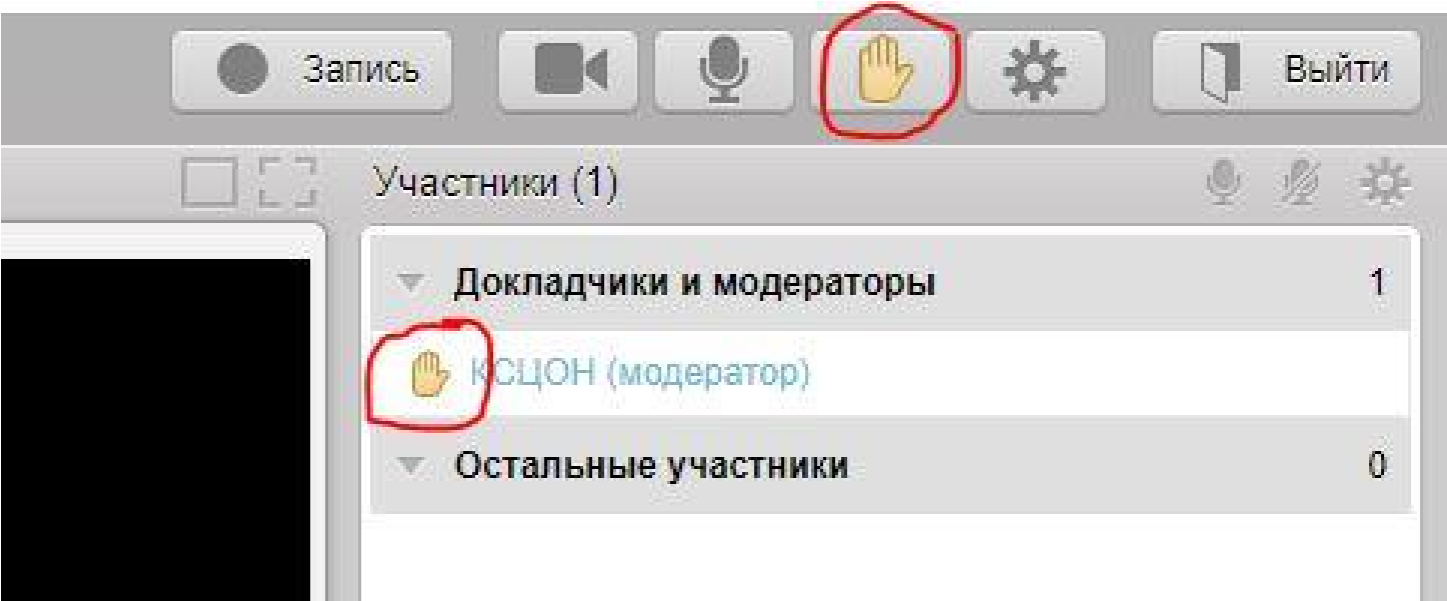 Запись
Выйти
Участники (1)
Докладчики и модераторы 1
КСЦОН (модератор)
Остальные участники 0